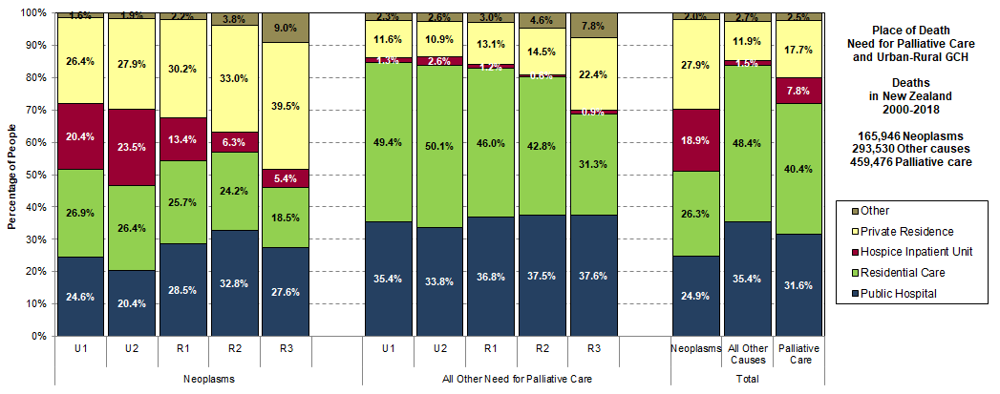 1.6% 1.9% 2.2% 3.8% 9.0% 2.3% 2.6% 3.0% 4.6% 7.8% 2.0% 2.7% 2.5%
100%
90%
80%
70%
60%
50%
40%
30%
20%
10%
0%
Percentage of People
26.4% 27.9% 30.2% 33.0% 39.5% 11.6% 10.9% 13.1% 14.5% 22.4% 27.9% 11.9% 17.7%
20.4% 23.5% 13.4% 6.3% 5.4% 1.3% 2.6% 1.2% 0.6% 0.9% 18.9% 1.5% 7.8%
26.9% 26.4% 25.7% 24.2% 18.5% 49.4% 50.1% 46.0% 42.8% 31.3% 26.3% 48.4% 40.4%
24.6% 20.4% 28.5% 32.8% 27.6% 35.4% 33.8% 36.8% 37.5% 37.6% 24.9% 35.4% 31.6%
U1 U2 R1 R2 R3 U1 U2 R1 R2 R3 Neoplasms All Other Palliative
Causes Care
Neoplasms All Other Need for Palliative Care Total
Place of Death
Need for Palliative Care
and Urban-Rural GCH
Deaths
in New Zealand
2000-2018
165,946 Neoplasms
293,530 Other causes
459,476 Palliative care
Other
Private Residence
Hospice Inpatient Unit
Residential Care
Public Hospital